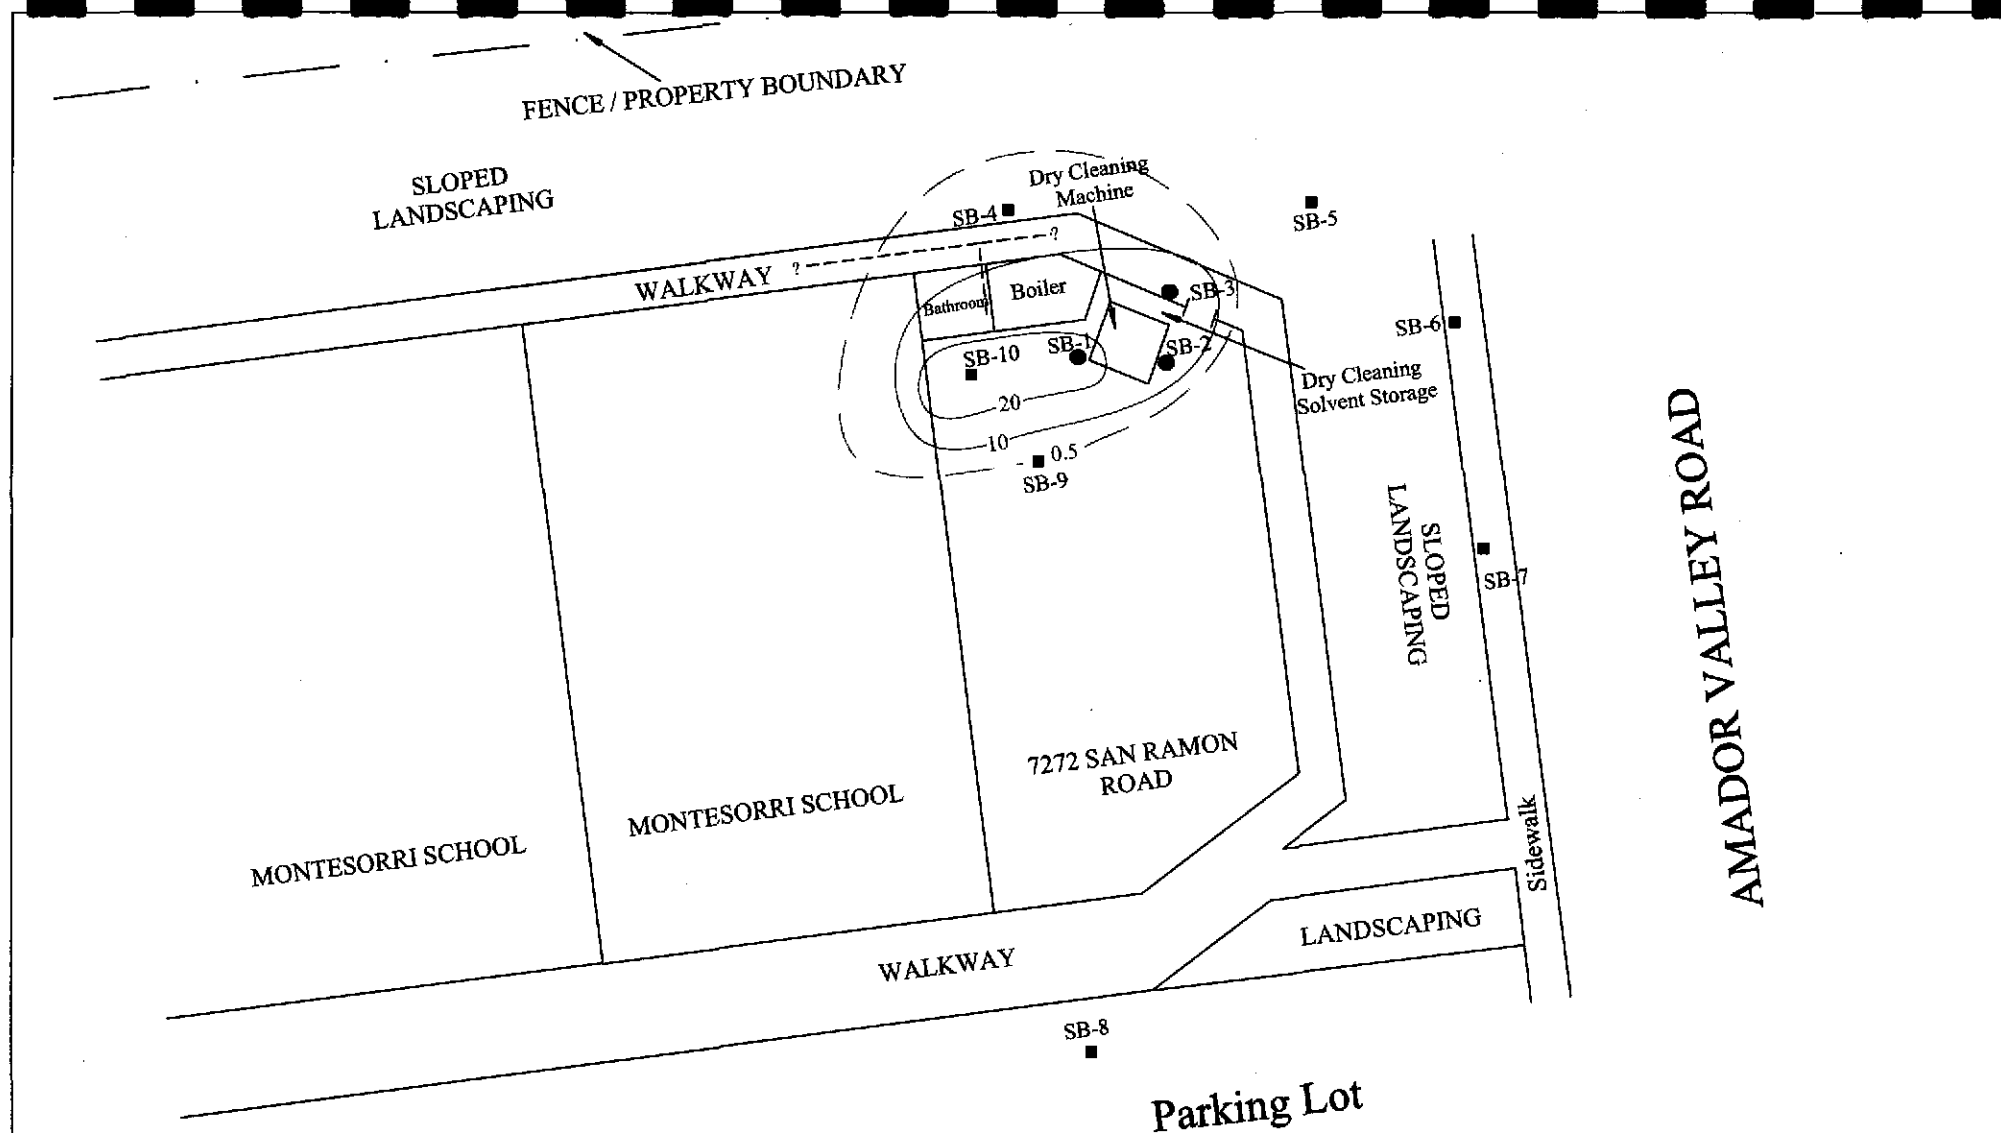 FENCE / PROPERTY BOUNDARY
SLOPED
LANDSCAPING
Dry Cleaning
Machine
SB-4
SB-5
WALKWAY
?
?
Bathroom
Boiler
SB-3
SB-6
SB-10
SB-1
SB-2
Dry Cleaning
Solvent Storage
20
10
0.5
SB-9
SLOPED
LANDSCAPING
SB-7
AMADOR VALLEY ROAD
7272 SAN RAMON
ROAD
MONTESORRI SCHOOL
MONTESORRI SCHOOL
Sidewalk
LANDSCAPING
WALKWAY
SB-8
Parking Lot